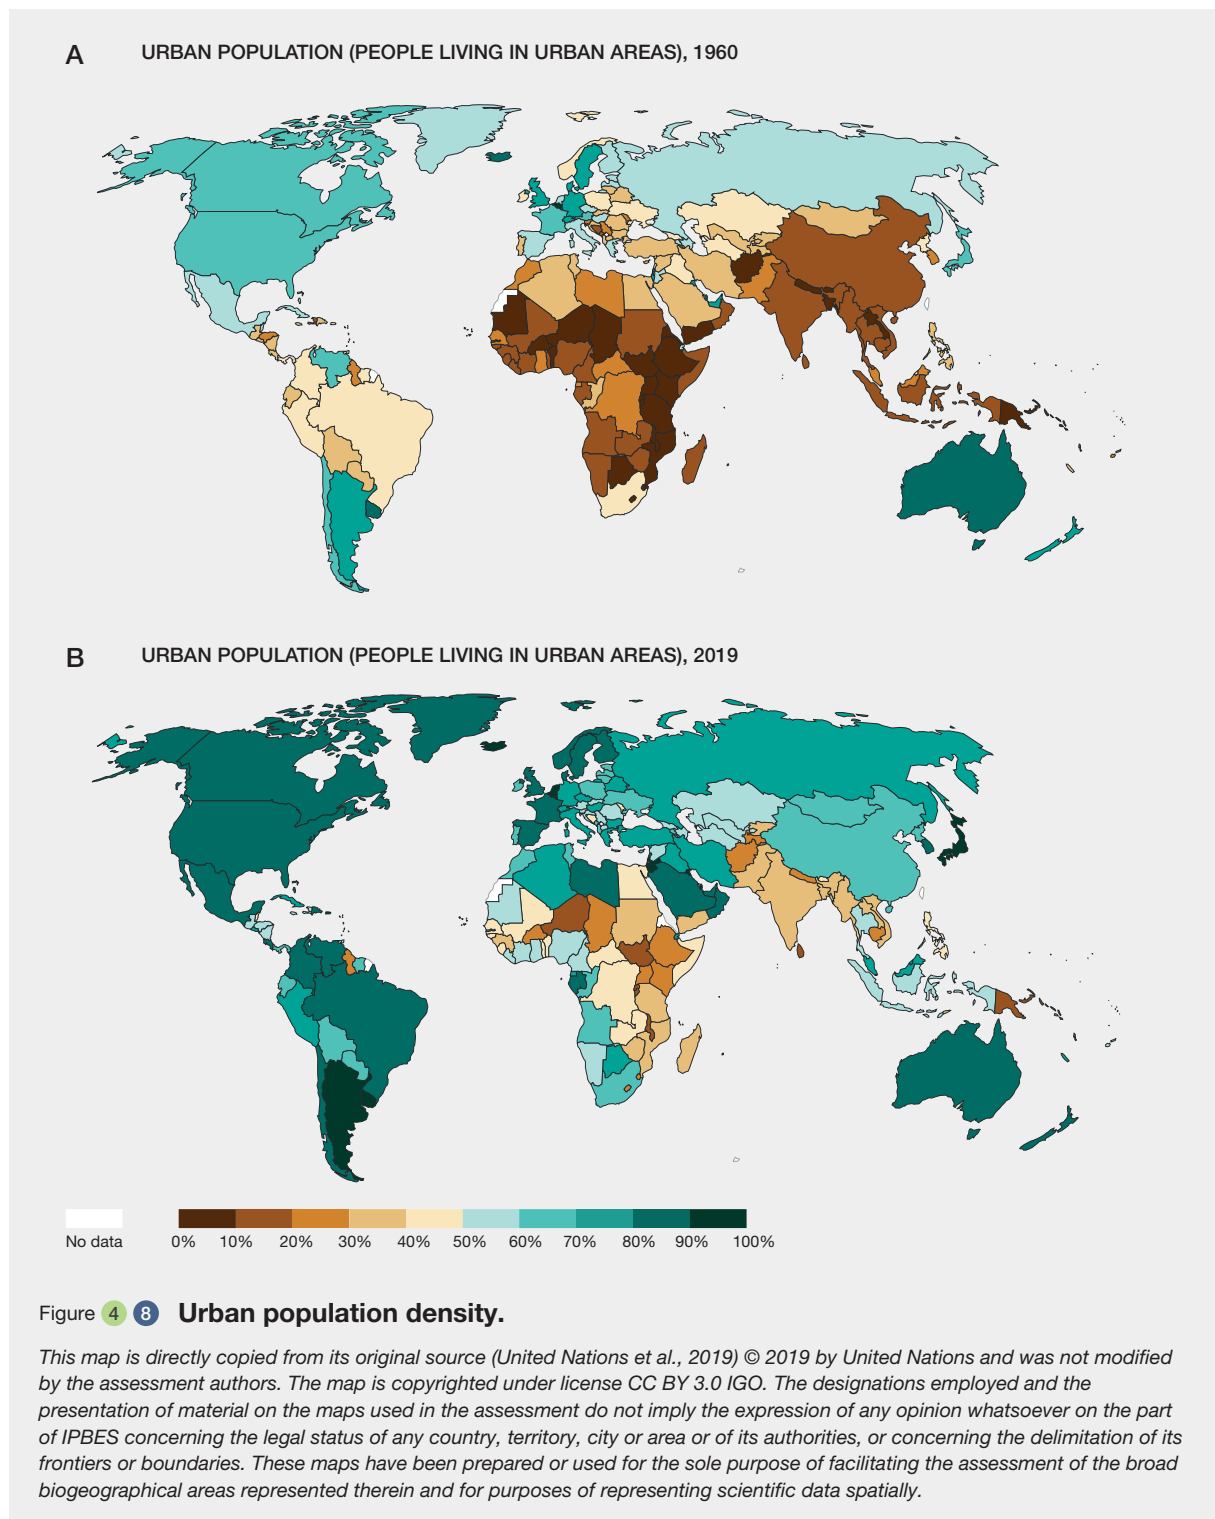 A URBAN POPULATION (PEOPLE LIVING IN URBAN AREAS), 1960
B URBAN POPULATION (PEOPLE LIVING IN URBAN AREAS), 2019
No data 0% 10% 20% 30% 40% 50% 60% 70% 80% 90% 100%
Figure 4 8 Urban population density.
This map is directly copied from its original source (United Nations et al., 2019) © 2019 by United Nations and was not modified
by the assessment authors. The map is copyrighted under license CC BY 3.0 IGO. The designations employed and the
presentation of material on the maps used in the assessment do not imply the expression of any opinion whatsoever on the part
of IPBES concerning the legal status of any country, territory, city or area or of its authorities, or concerning the delimitation of its
frontiers or boundaries. These maps have been prepared or used for the sole purpose of facilitating the assessment of the broad
biogeographical areas represented therein and for purposes of representing scientific data spatially.